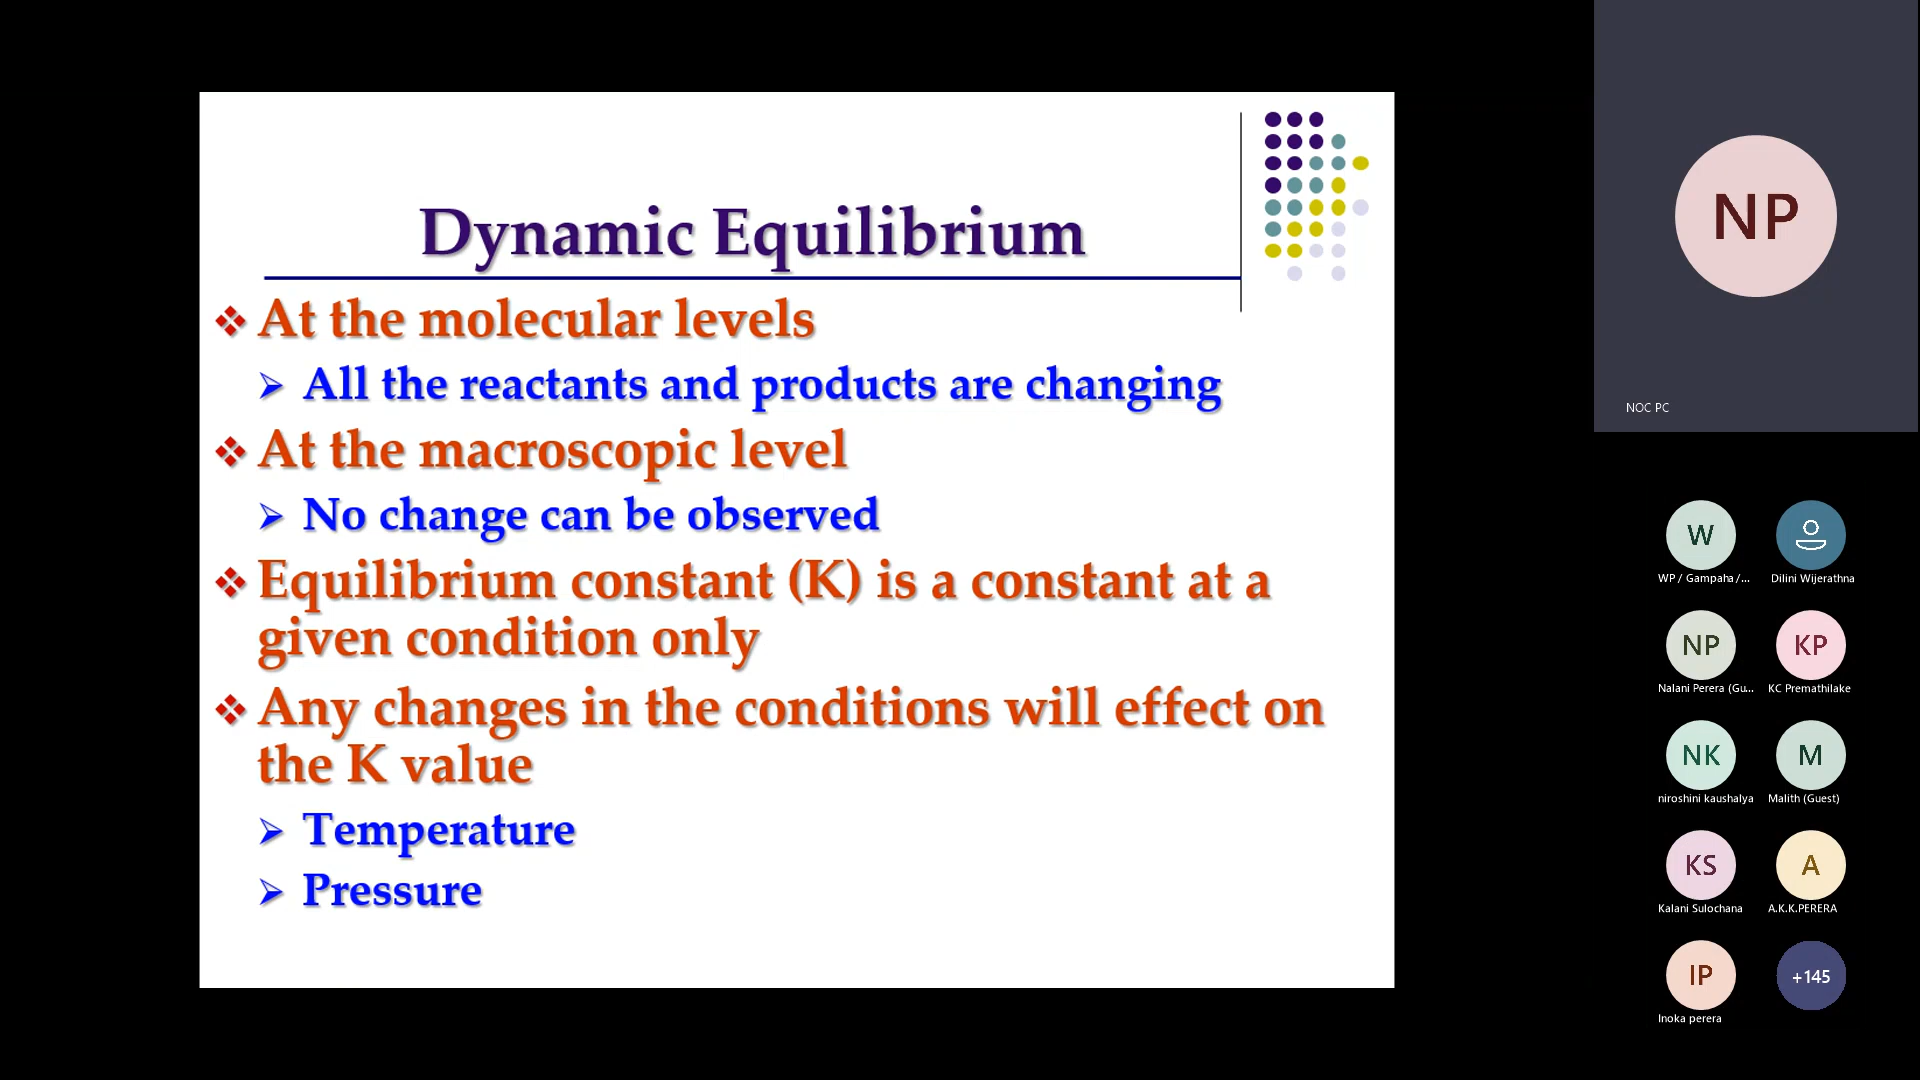 Dynamic Equilibrium
At the molecular levels
All the reactants and products are changing
At the macroscopic level
No change can be observed
Equilibrium constant (K) is a constant at a
given condition only
Any changes in the conditions will effect on
the K value
Temperature
Pressure
NP
NOC PC
W
WP / Gampaha /...
Dilini Wijerathna
NP
Nalani Perera (Gu...
KP
KC Premathilake
NK
niroshini kaushalya
M
Malith (Guest)
KS
Kalani Sulochana
A
A.K.K.PERERA
IP
Inoka perera
+145